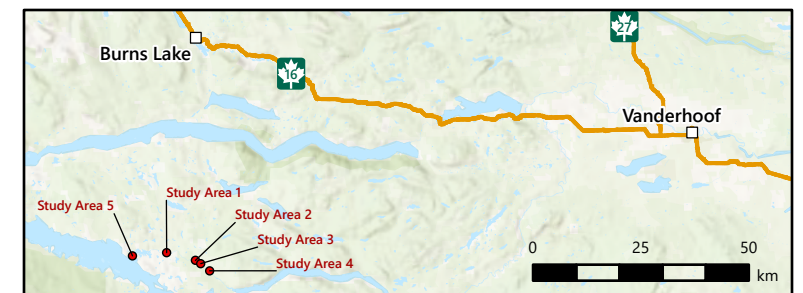 27
Burns Lake
16
Vanderhoof
Study Area 1
Study Area 5
Study Area 2
Study Area 3
Study Area 4
0 25 50
km